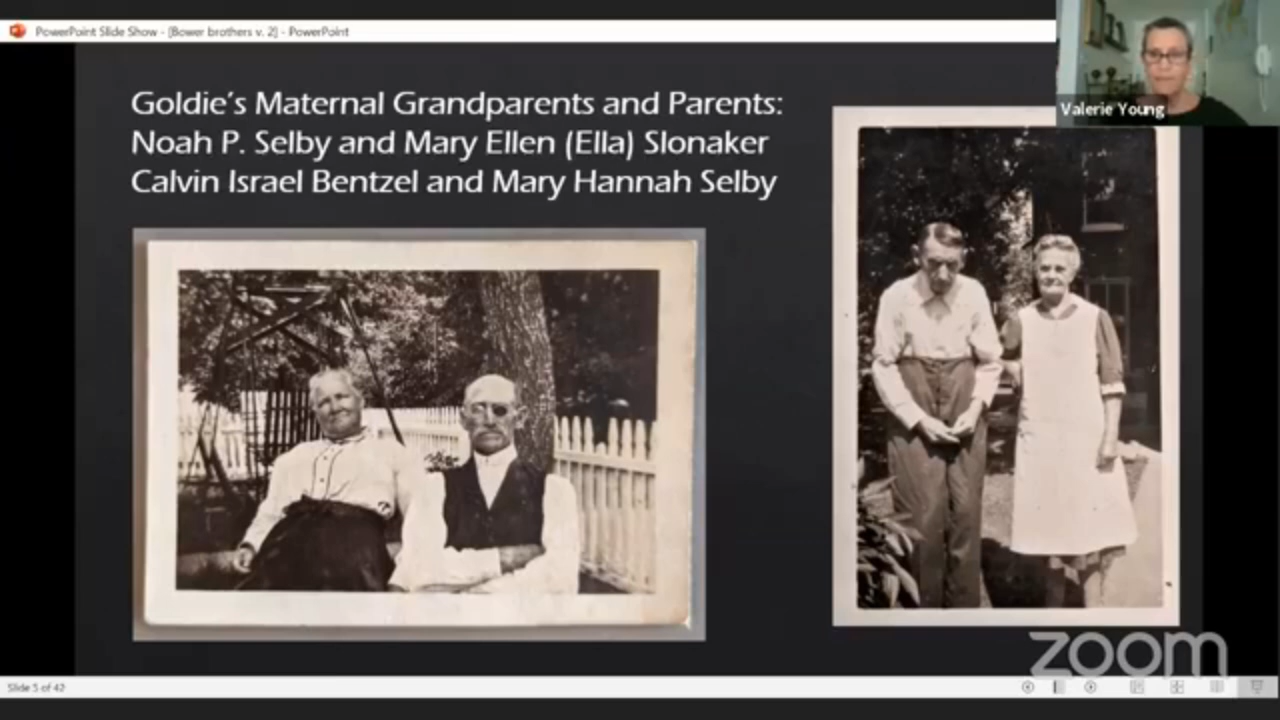 PowerPoint Slide Show - [Bower brothers v. 2] - PowerPoint
Valerie Young
Goldie's Maternal Grandparents and Parents:
Noah P. Selby and Mary Ellen (Ella) Slonaker
Calvin Israel Bentzel and Mary Hannah Selby
zoom
Slide 5 of 42